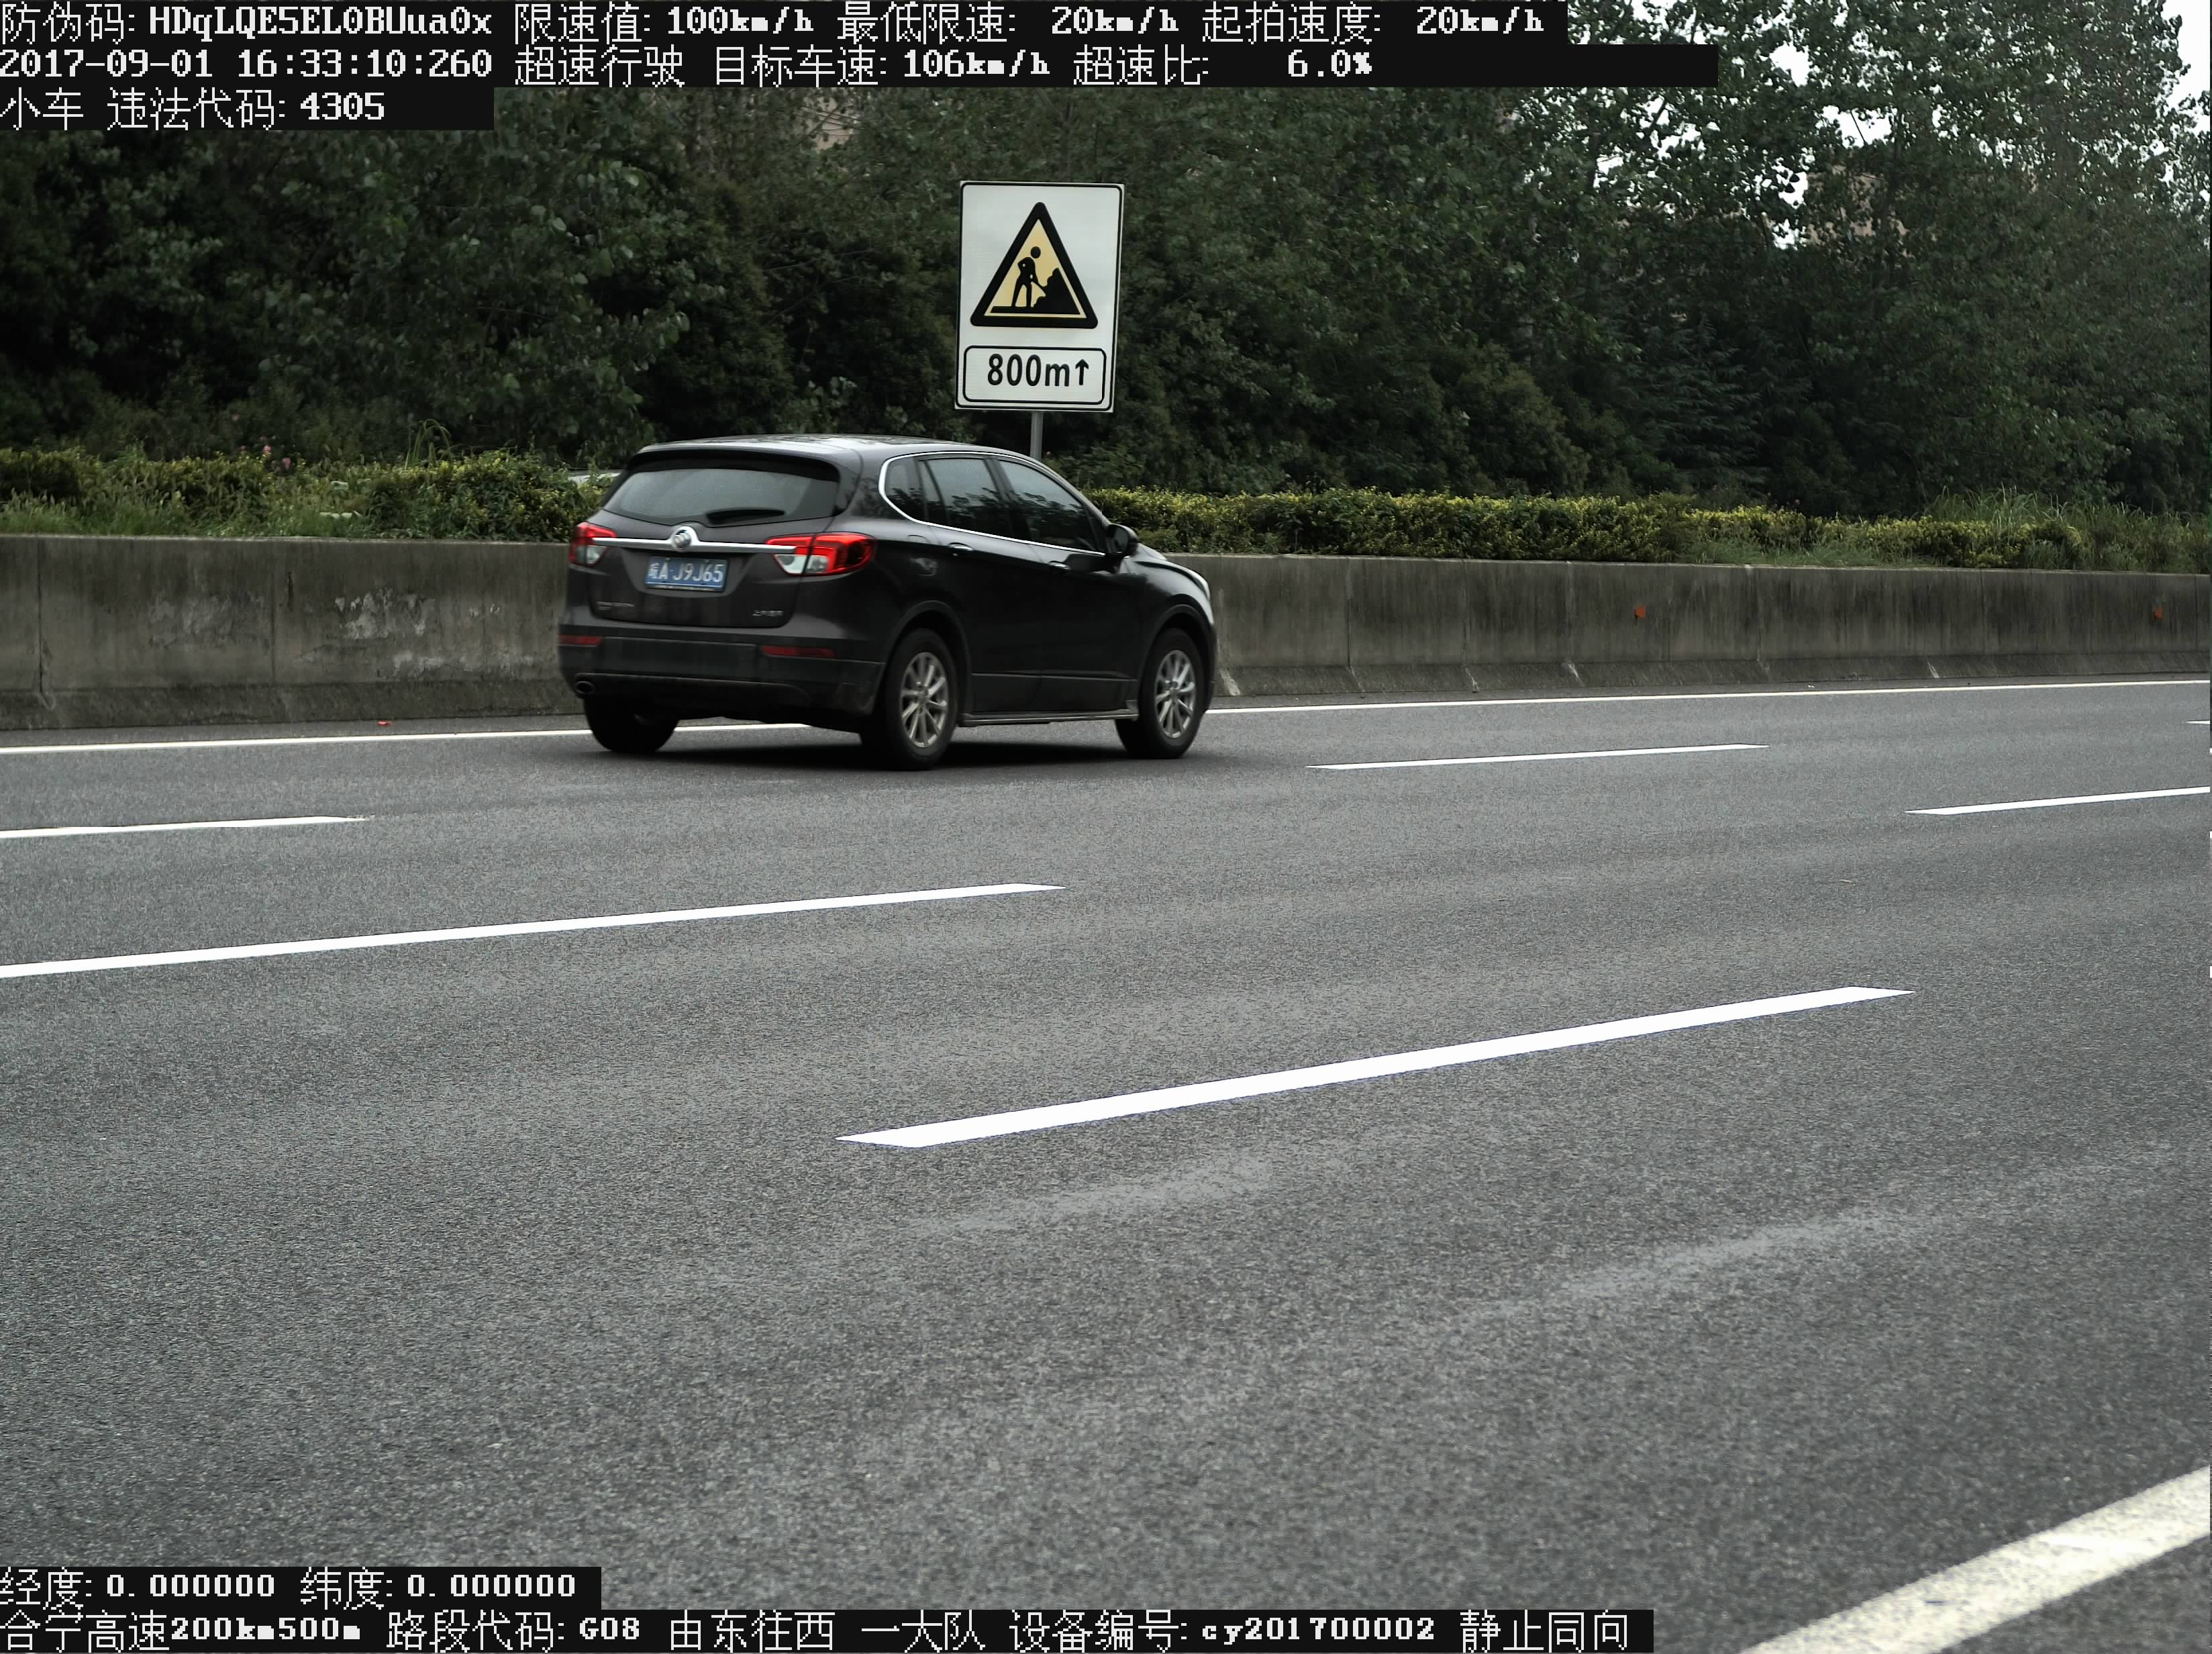 防伪码: HDqLQE5EL0BUua0x 限速值: 100km/h 最低限速: 20km/h 起拍速度: 20km/h
2017-09-01 16:33:10:260 超速行驶 目标车速: 106km/h 超速比: 6.0%
小车 违法代码: 4305
800m↑
皖A·J9J65
经度: 0.000000 纬度: 0.000000
合宁高速200km500m 路段代码: G08 由东往西 一大队 设备编号: cy201700002 静止同向